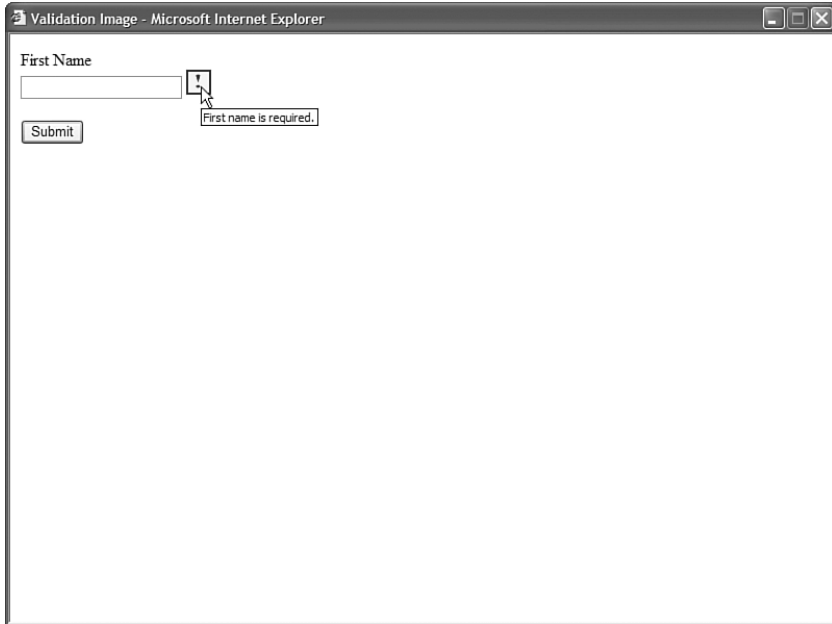 Validation Image - Microsoft Internet Explorer
First Name
!
First name is required.
Submit